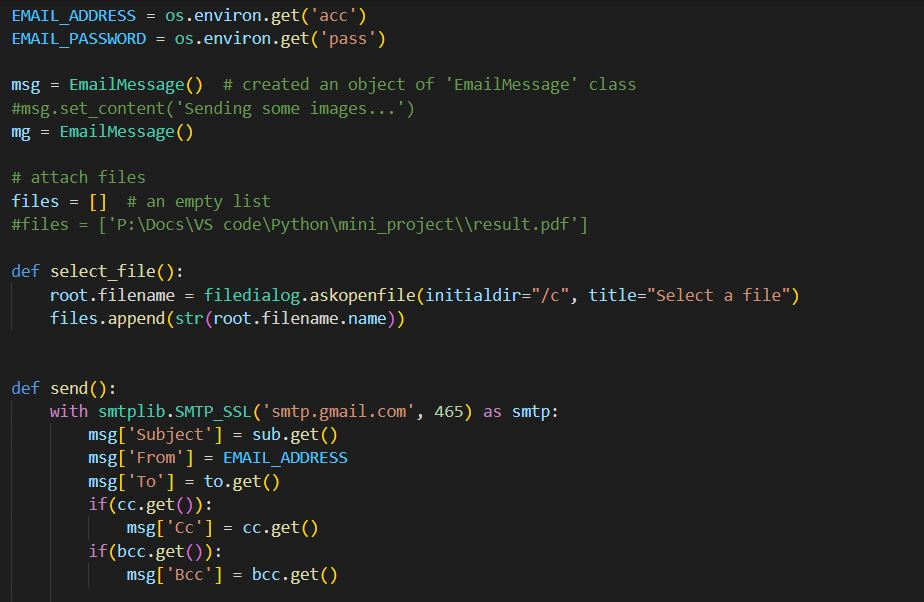 EMAIL_ADDRESS = os.environ.get('acc')
EMAIL_PASSWORD = os.environ.get('pass')
msg = EmailMessage()  # created an object of 'EmailMessage' class
#msg.set_content('Sending some images...')
mg = EmailMessage()
# attach files
files = []  # an empty list
#files = ['P:\Docs\VS code\Python\mini_project\\result.pdf']
def select_file():
    root.filename = filedialog.askopenfile(initialdir="/c", title="Select a file")
    files.append(str(root.filename.name))
def send():
    with smtplib.SMTP_SSL('smtp.gmail.com', 465) as smtp:
        msg['Subject'] = sub.get()
        msg['From'] = EMAIL_ADDRESS
        msg['To'] = to.get()
        if(cc.get()):
            msg['Cc'] = cc.get()
        if(bcc.get()):
            msg['Bcc'] = bcc.get()